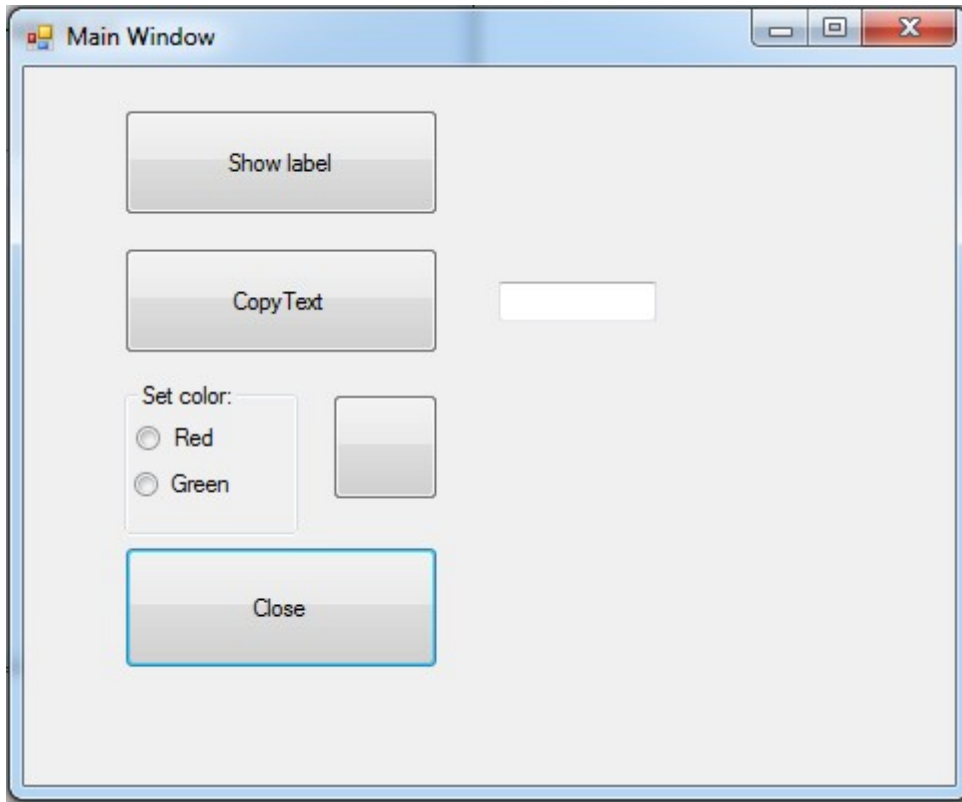 Main Window
Show label
CopyText
Set color:
Red
Green
Close